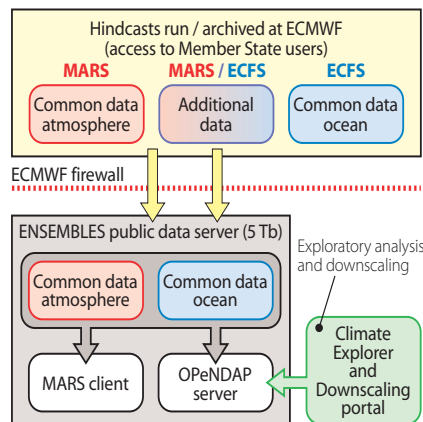 Hindcasts run / archived at ECMWF
(access to Member State users)
MARS MARS / ECFS ECFS
Common data
atmosphere
Additional
data
Common data
ocean
ECMWF firewall
ENSEMBLES public data server (5 Tb)
Exploratory analysis
and downscaling
Common data
atmosphere
Common data
ocean
MARS client
OPeNDAP
server
Climate
Explorer
and
Downscaling
portal